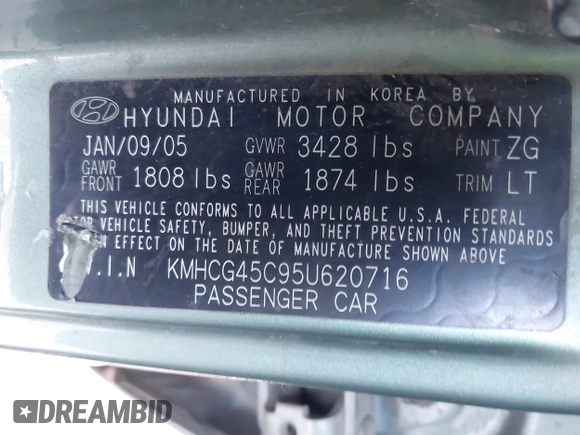 MANUFACTURED IN KOREA BY
HYUNDAI MOTOR COMPANY
JAN/09/05 GVWR 3428 lbs PAINT ZG
GAWR FRONT 1808 lbs GAWR REAR 1874 lbs TRIM LT
THIS VEHICLE CONFORMS TO ALL APPLICABLE U.S.A. FEDERAL
VEHICLE SAFETY, BUMPER, AND THEFT PREVENTION STANDARDS
IN EFFECT ON THE DATE OF MANUFACTURE SHOWN ABOVE
V.I.N KMHCG45C95U620716
PASSENGER CAR
DREAMBID